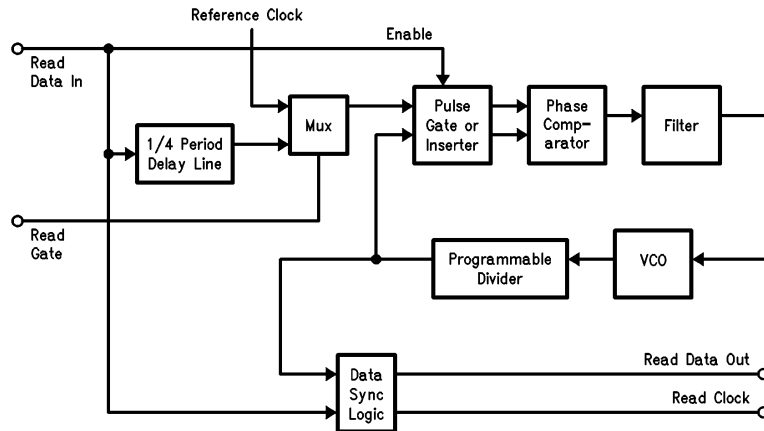 Reference Clock
Enable
Read
Data In
Mux
Pulse
Gate or
Inserter
Phase
Comp-
arator
Filter
1/4 Period
Delay Line
Read
Gate
Programmable
Divider
VCO
Data
Sync
Logic
Read Data Out
Read Clock